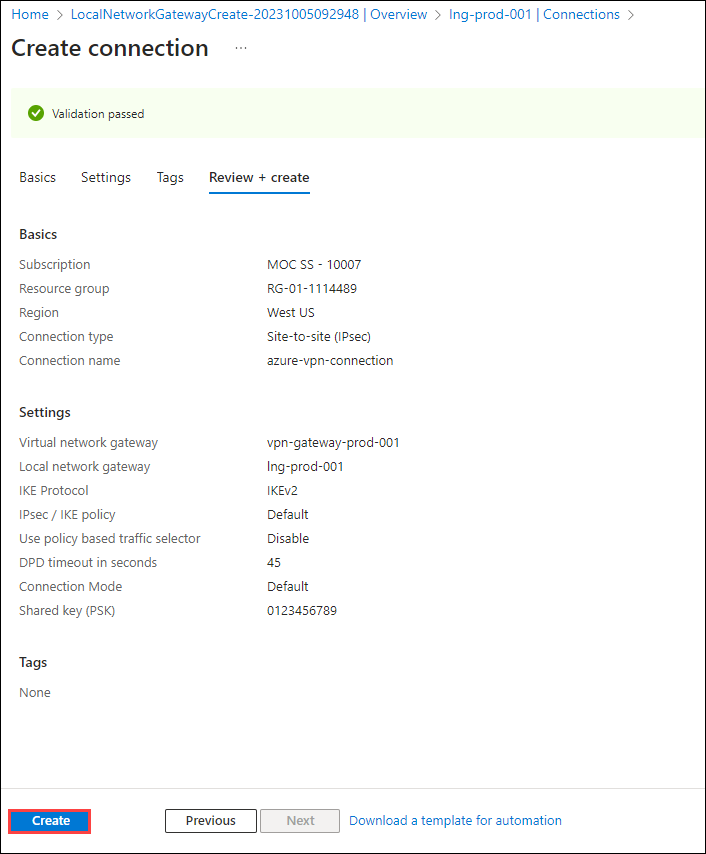 Home > LocalNetworkGatewayCreate-20231005092948 | Overview > lng-prod-001 | Connections >
Create connection ...
Validation passed
Basics Settings Tags Review + create
Basics
Subscription MOC SS - 10007
Resource group RG-01-1114489
Region West US
Connection type Site-to-site (IPsec)
Connection name azure-vpn-connection
Settings
Virtual network gateway vpn-gateway-prod-001
Local network gateway lng-prod-001
IKE Protocol IKEv2
IPsec / IKE policy Default
Use policy based traffic selector Disable
DPD timeout in seconds 45
Connection Mode Default
Shared key (PSK) 0123456789
Tags
None
Create Previous Next Download a template for automation